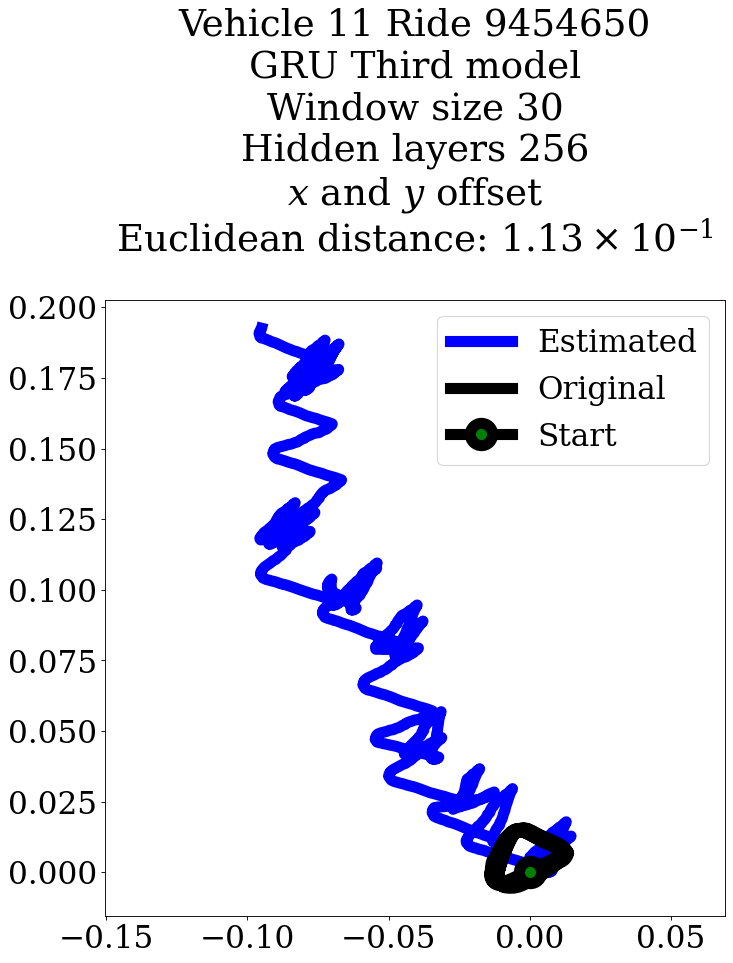 Vehicle 11 Ride 9454650
GRU Third model
Window size 30
Hidden layers 256
x and y offset
Euclidean distance: 1.13 × 10⁻¹
Estimated
Original
Start
0.200
0.175
0.150
0.125
0.100
0.075
0.050
0.025
0.000
−0.15 −0.10 −0.05 0.00 0.05